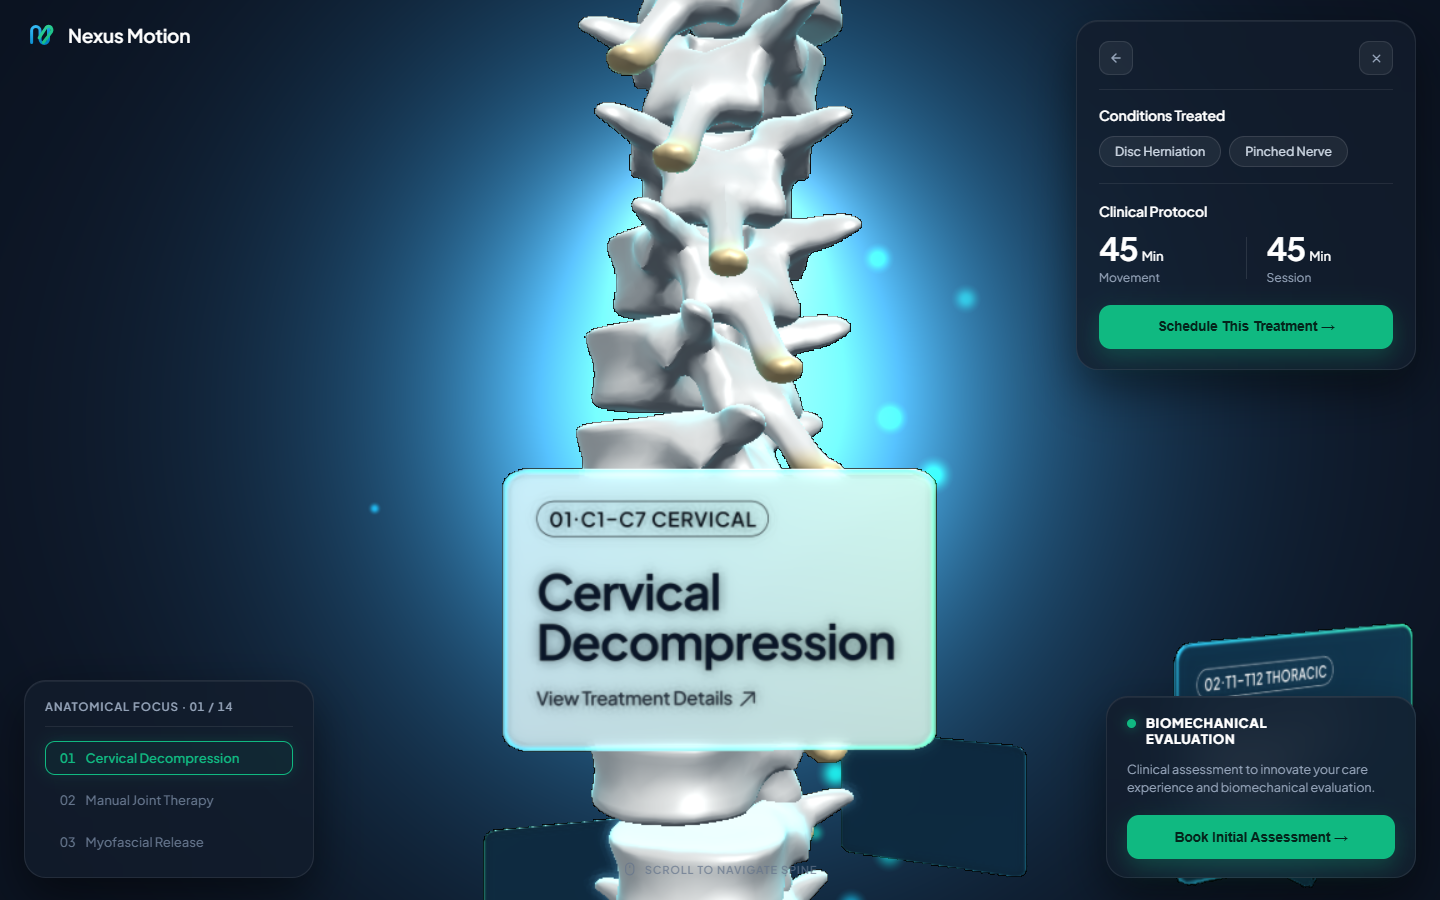 Nexus Motion
Conditions Treated
Disc Herniation
Pinched Nerve
Clinical Protocol
45 Min
Movement
45 Min
Session
Schedule This Treatment →
01·C1–C7 CERVICAL
Cervical
Decompression
View Treatment Details ↗
ANATOMICAL FOCUS · 01 / 14
01 Cervical Decompression
02 Manual Joint Therapy
03 Myofascial Release
02·T1–T12 THORACIC
BIOMECHANICAL
EVALUATION
Clinical assessment to innovate your care
experience and biomechanical evaluation.
Book Initial Assessment →
SCROLL TO NAVIGATE SPINE